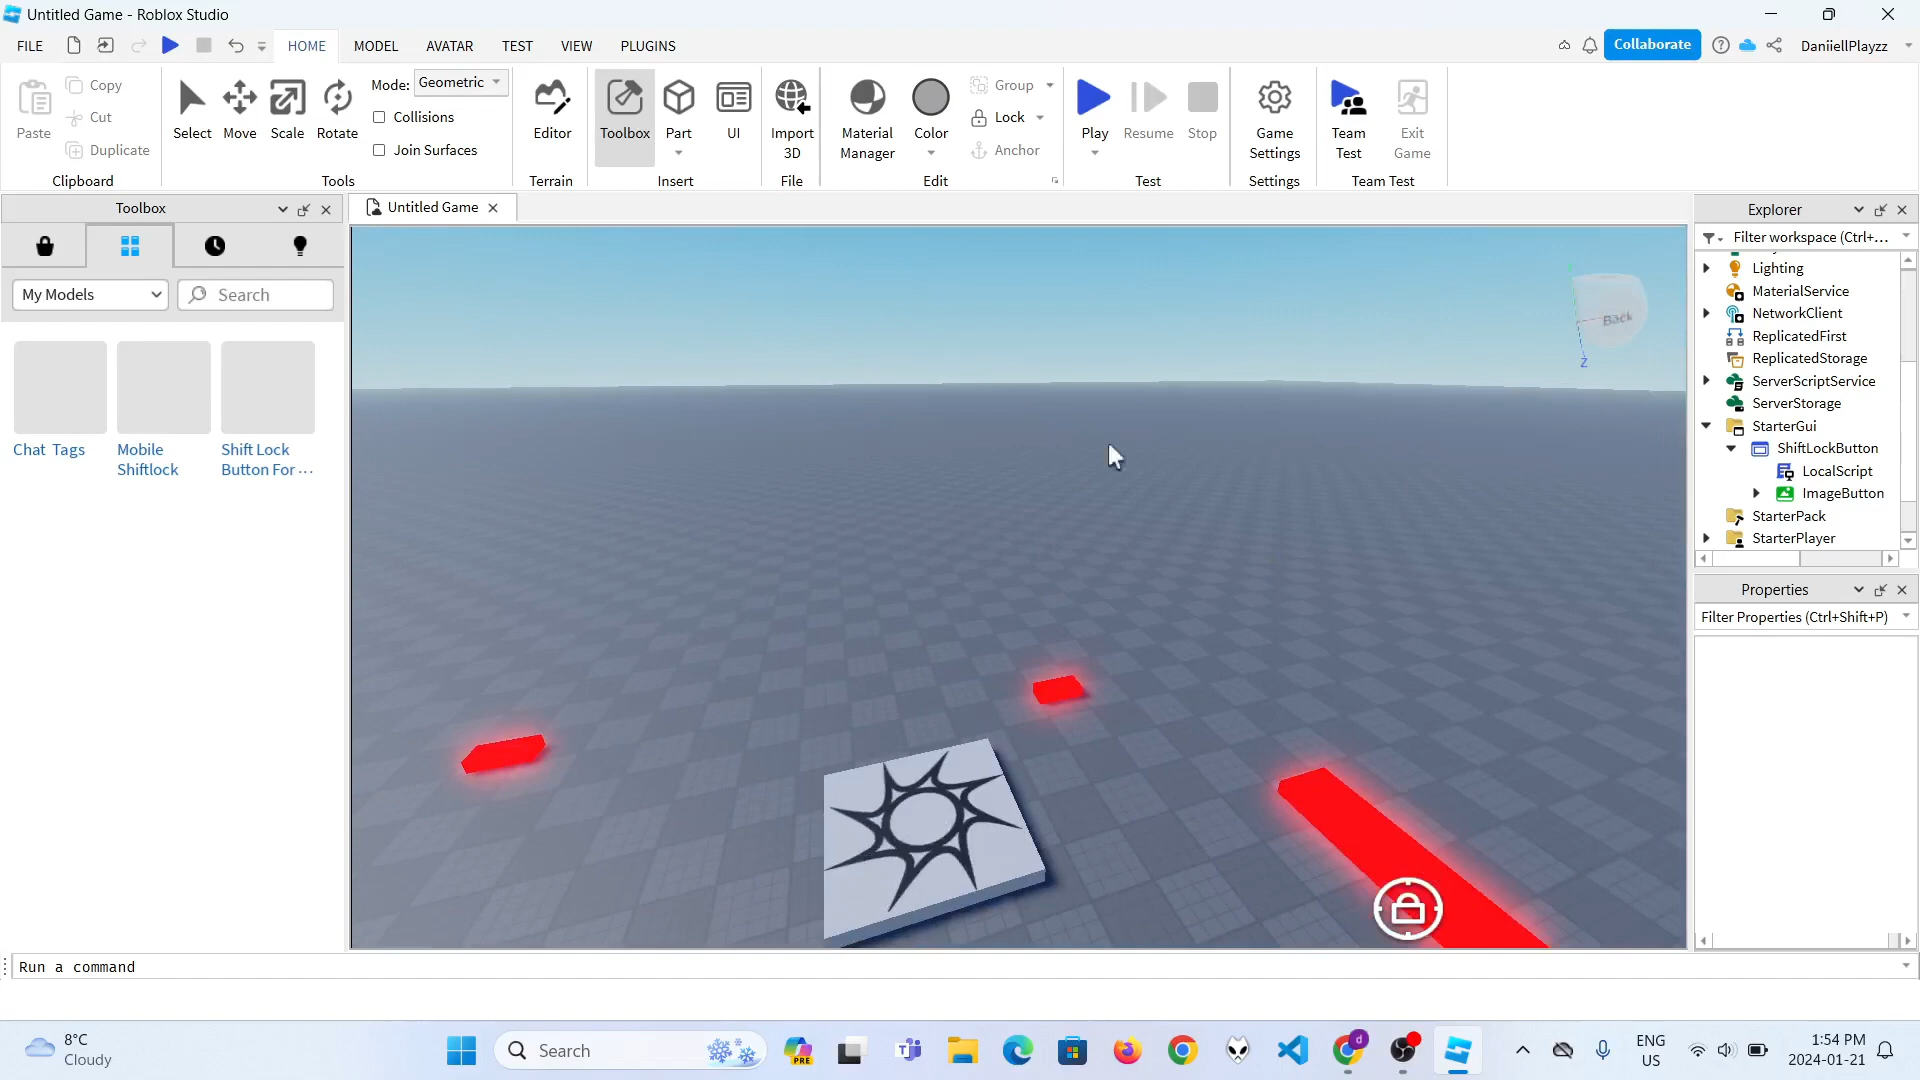 Untitled Game - Roblox Studio
FILE
HOME
MODEL
AVATAR
TEST
VIEW
PLUGINS
Collaborate
DaniiellPlayzz
Paste
Copy
Cut
Duplicate
Clipboard
Select
Move
Scale
Rotate
Mode: Geometric
Collisions
Join Surfaces
Tools
Editor
Terrain
Toolbox
Part
UI
Insert
Import
3D
File
Material
Manager
Color
Group
Lock
Anchor
Edit
Play
Resume
Stop
Test
Game
Settings
Settings
Team
Test
Exit
Game
Team Test
Toolbox
My Models
Search
Chat Tags
Mobile
Shiftlock
Shift Lock
Button For ...
Untitled Game
Back
Z
Explorer
Filter workspace (Ctrl+...
Lighting
MaterialService
NetworkClient
ReplicatedFirst
ReplicatedStorage
ServerScriptService
ServerStorage
StarterGui
ShiftLockButton
LocalScript
ImageButton
StarterPack
StarterPlayer
Properties
Filter Properties (Ctrl+Shift+P)
Run a command
8°C
Cloudy
Search
PRE
d
ENG
US
1:54 PM
2024-01-21